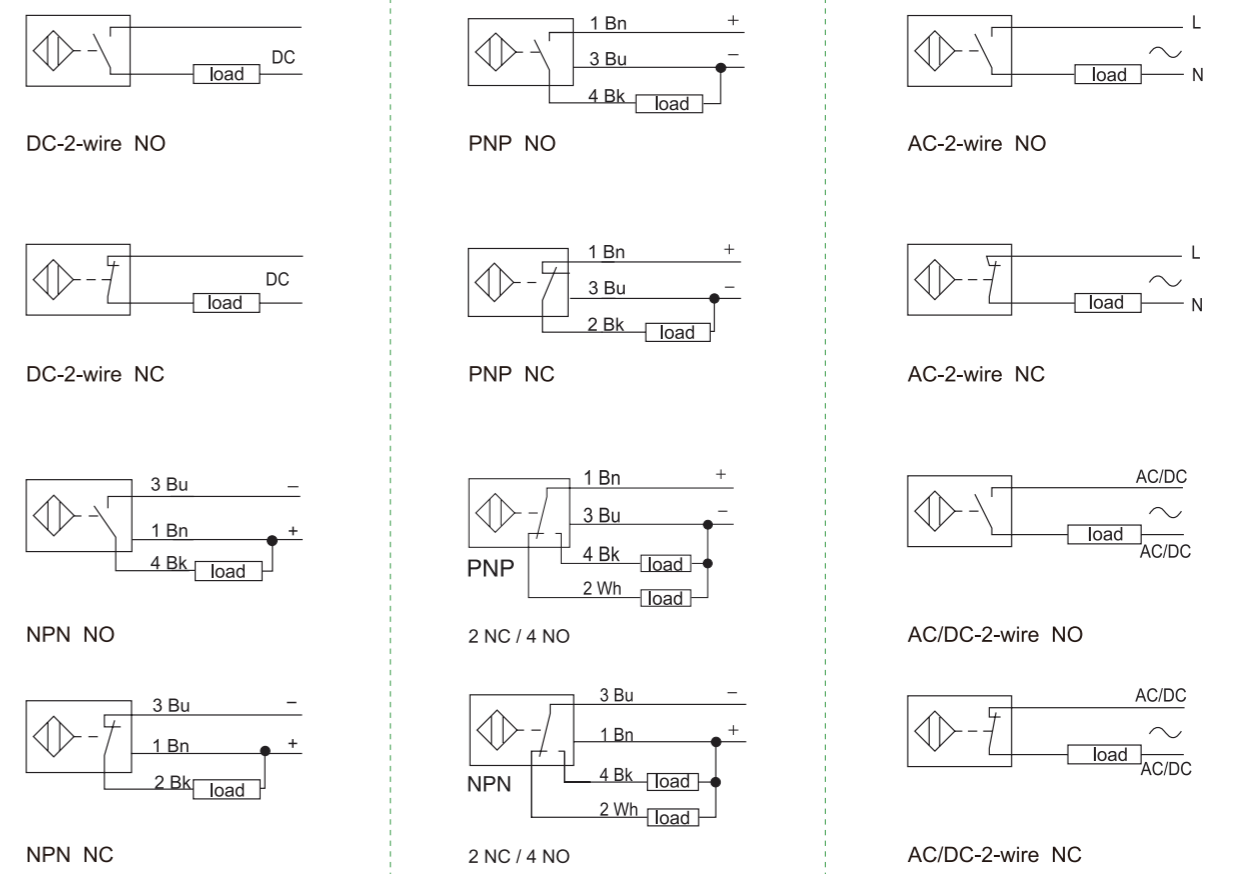 DC
load
DC-2-wire NO
DC
load
DC-2-wire NC
3 Bu −
1 Bn +
4 Bk load
NPN NO
3 Bu −
1 Bn +
2 Bk load
NPN NC
1 Bn +
3 Bu −
4 Bk load
PNP NO
1 Bn +
3 Bu −
2 Bk load
PNP NC
1 Bn +
3 Bu −
4 Bk load
PNP
2 Wh load
2 NC / 4 NO
3 Bu −
1 Bn +
4 Bk load
NPN
2 Wh load
2 NC / 4 NO
L
load N
AC-2-wire NO
L
load N
AC-2-wire NC
AC/DC
load
AC/DC
AC/DC-2-wire NO
AC/DC
load
AC/DC
AC/DC-2-wire NC